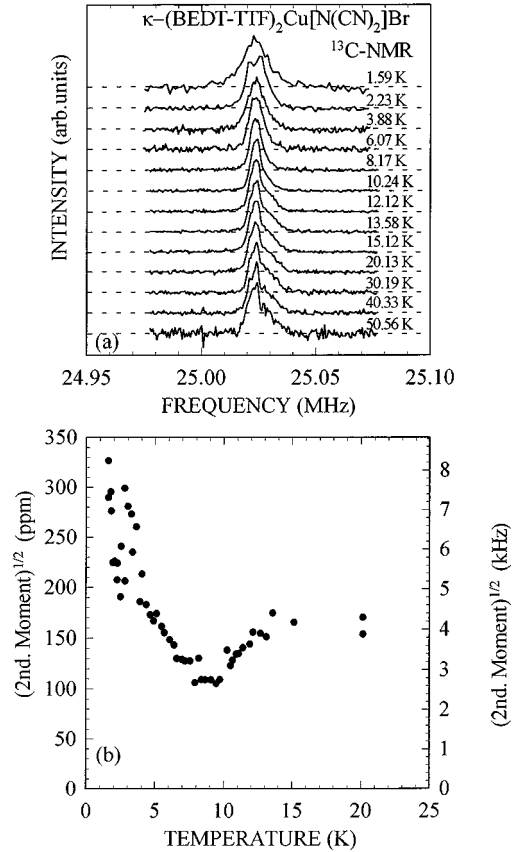 κ–(BEDT-TTF)₂Cu[N(CN)₂]Br
¹³C-NMR
1.59 K
2.23 K
3.88 K
6.07 K
8.17 K
10.24 K
12.12 K
13.58 K
15.12 K
20.13 K
30.19 K
40.33 K
50.56 K
INTENSITY (arb.units)
(a)
24.95 25.00 25.05 25.10
FREQUENCY (MHz)
350
300
250
200
150
100
50
0
(2nd. Moment)^1/2 (ppm)
8
7
6
5
4
3
2
1
0
(2nd. Moment)^1/2 (kHz)
(b)
0 5 10 15 20 25
TEMPERATURE (K)